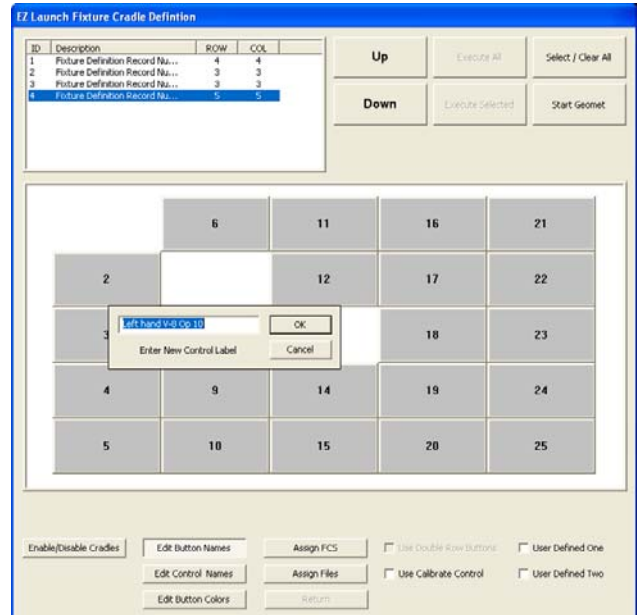 EZ Launch Fixture Cradle Defintion
ID Description ROW COL
1 Fixture Definition Record Nu... 4 4
2 Fixture Definition Record Nu... 3 3
3 Fixture Definition Record Nu... 3 3
4 Fixture Definition Record Nu... 5 5
Up Execute All Select / Clear All
Down Execute Selected Start Geomet
6 11 16 21
2 12 17 22
3 18 23
Left hand V-8 Op 10 OK
Enter New Control Label Cancel
4 9 14 19 24
5 10 15 20 25
Enable/Disable Cradles Edit Button Names Assign FCS Use Double Row Buttons User Defined One
Edit Control Names Assign Files Use Calibrate Control User Defined Two
Edit Button Colors Return